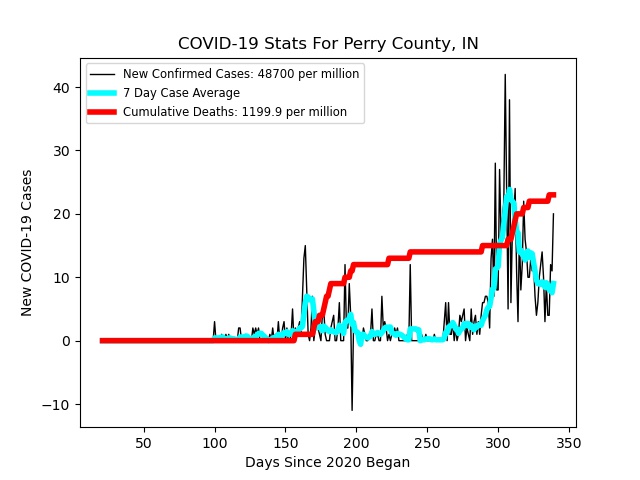 COVID-19 Stats For Perry County, IN
New Confirmed Cases: 48700 per million
7 Day Case Average
Cumulative Deaths: 1199.9 per million
New COVID-19 Cases
40
30
20
10
0
−10
50 100 150 200 250 300 350
Days Since 2020 Began